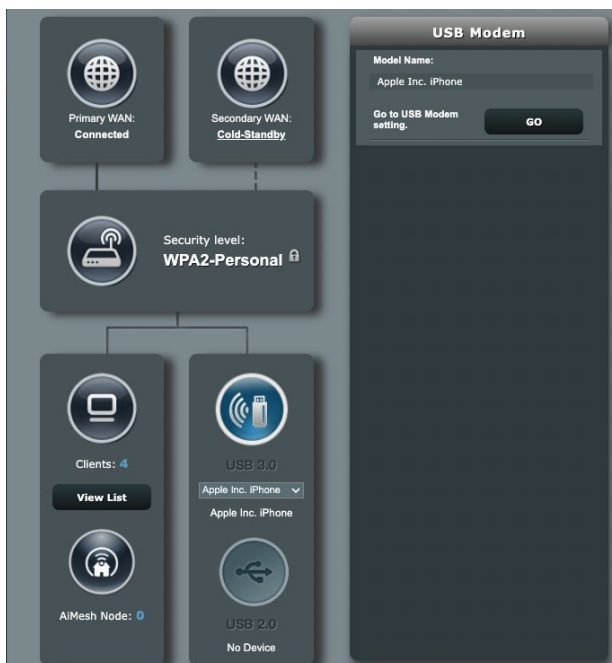 Primary WAN:
Connected
Secondary WAN:
Cold-Standby
Security level:
WPA2-Personal
Clients: 4
View List
AiMesh Node: 0
USB 3.0
Apple Inc. iPhone
Apple Inc. iPhone
USB 2.0
No Device
USB Modem
Model Name:
Apple Inc. iPhone
Go to USB Modem
setting.
GO